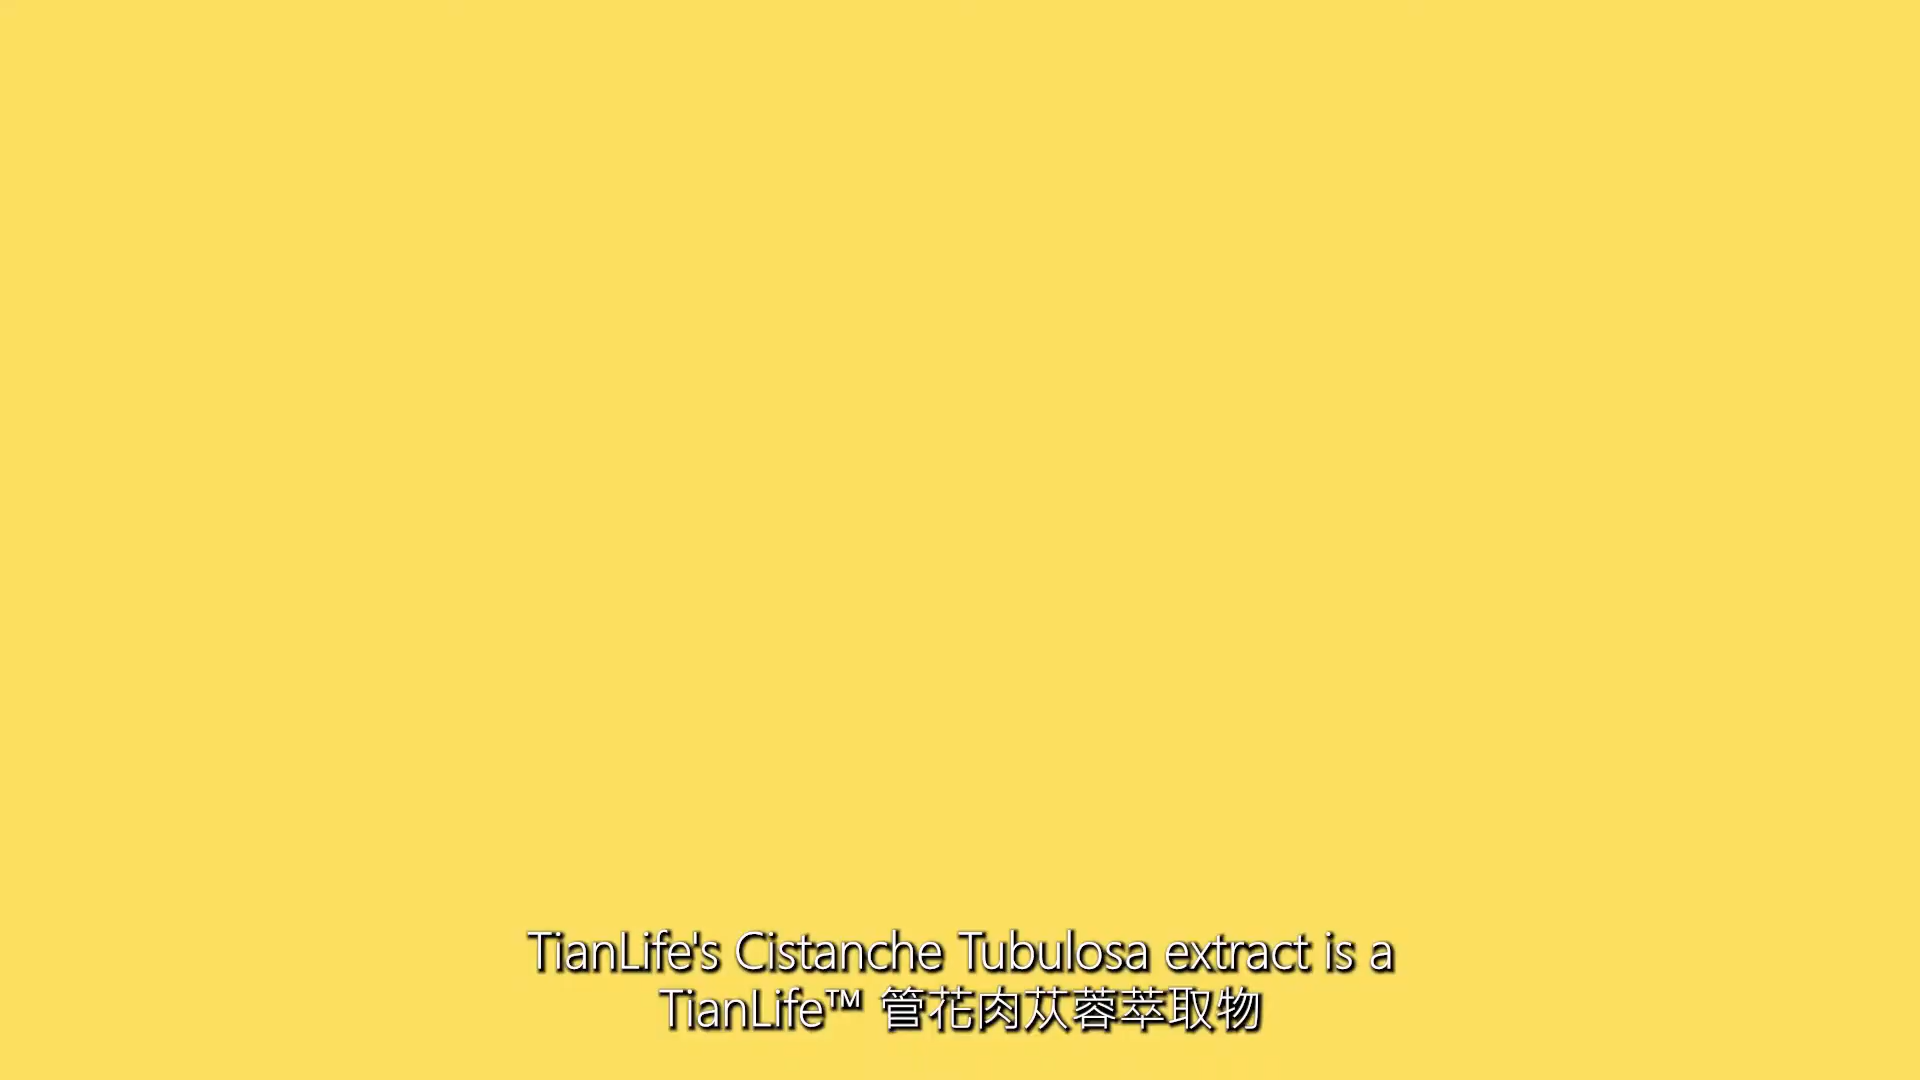 TianLife's Cistanche Tubulosa extract is a
TianLife™ 管花肉苁蓉萃取物